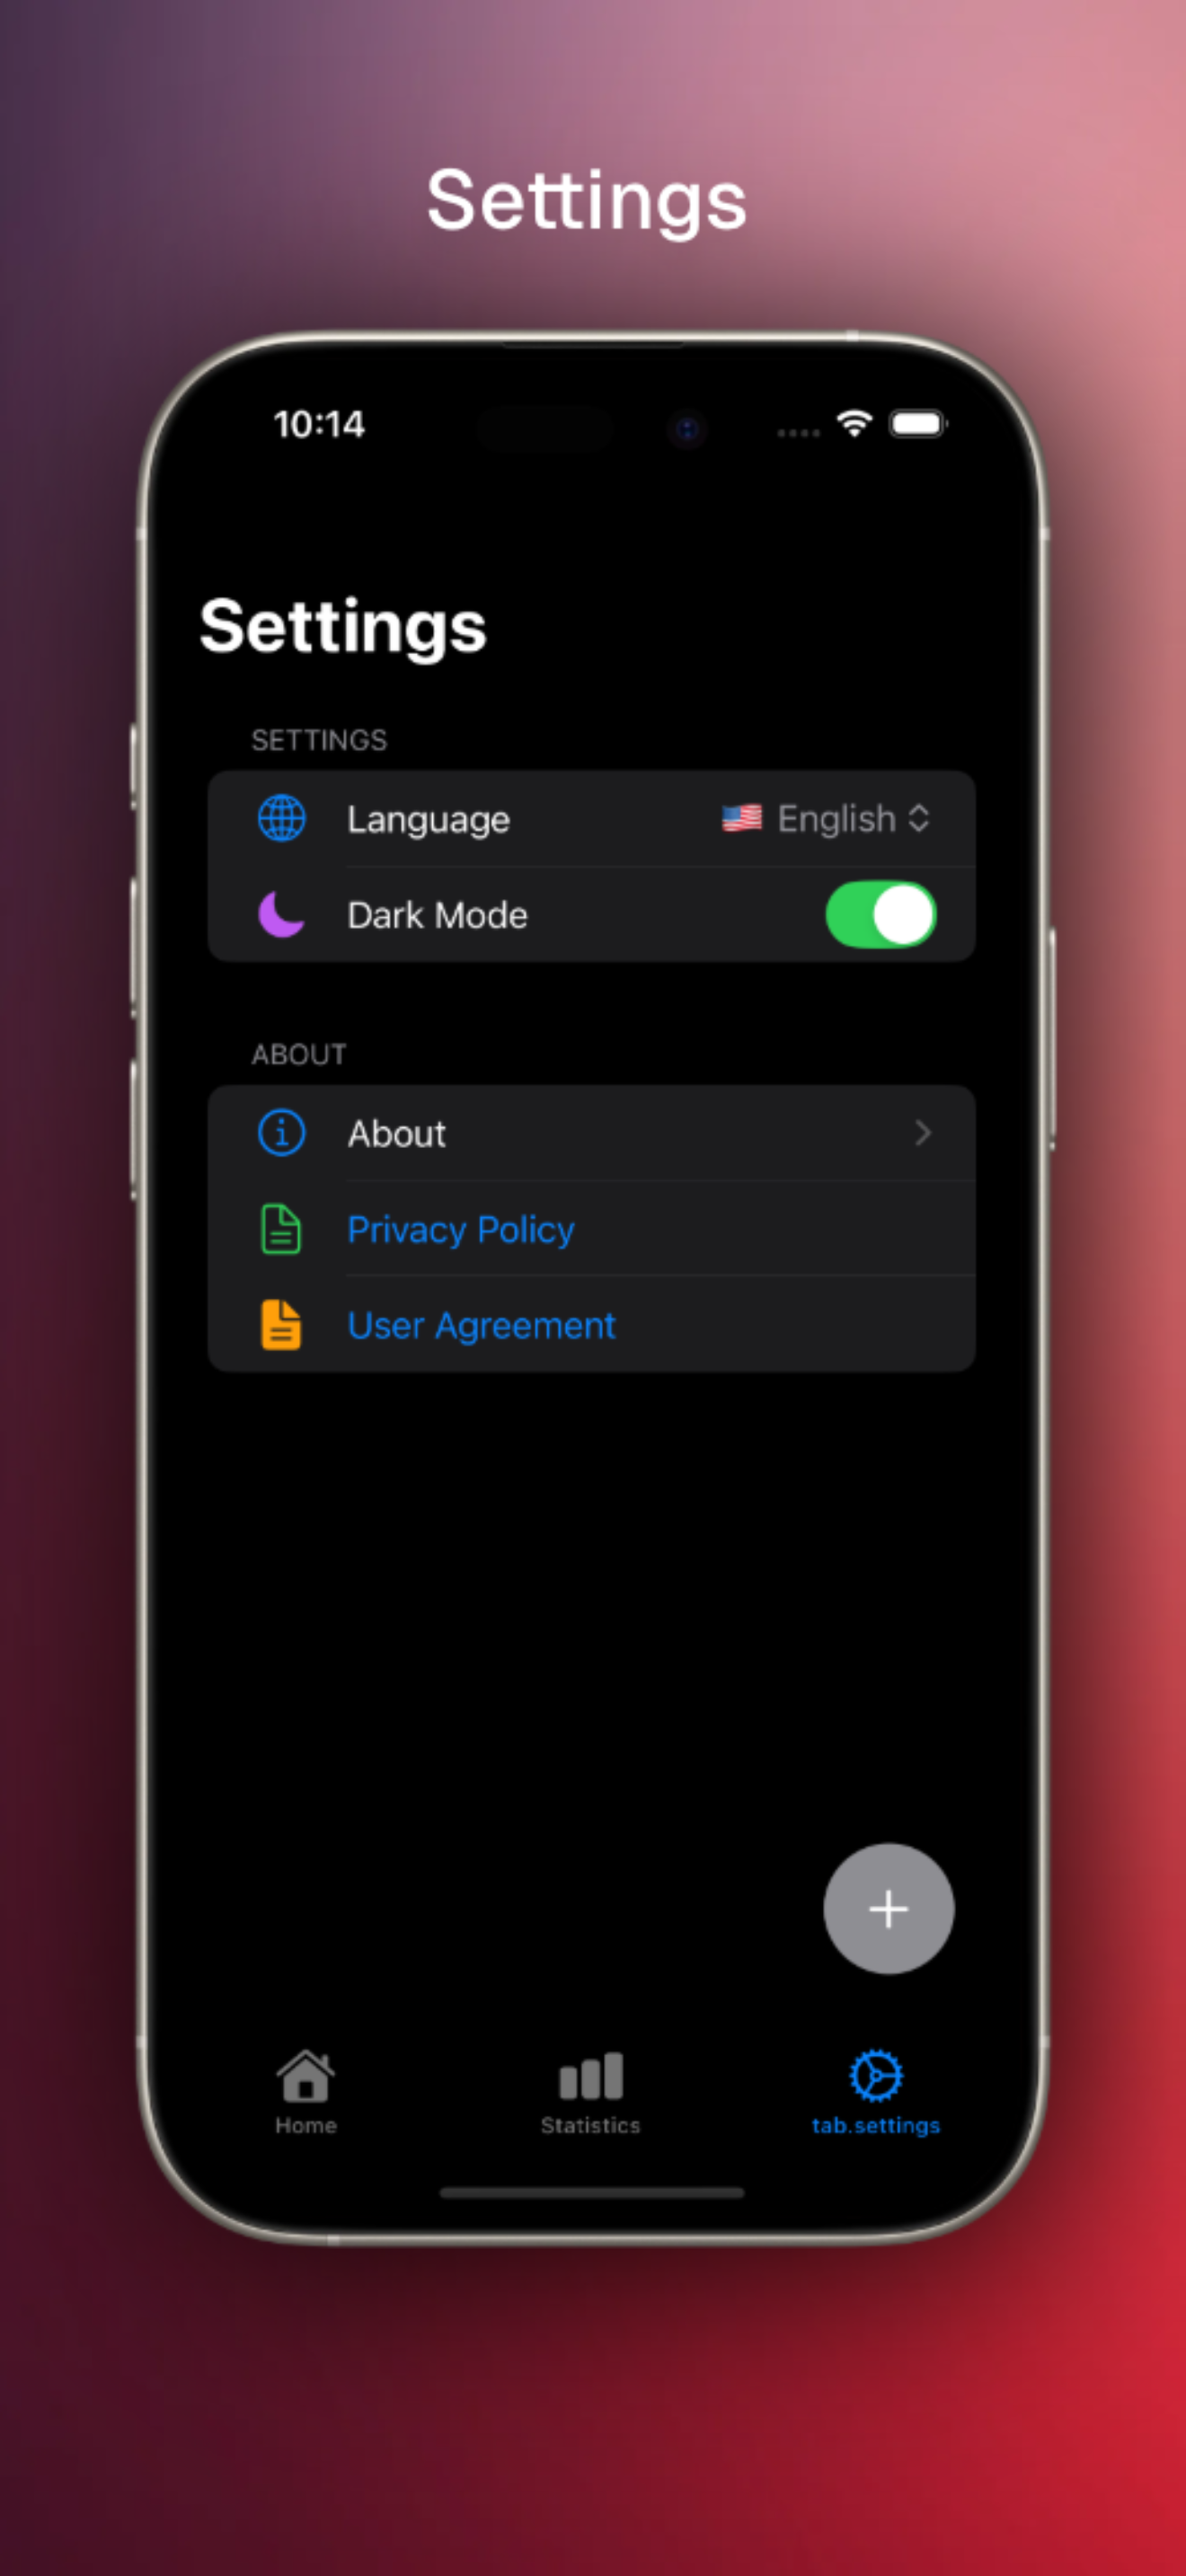 Settings
10:14
Settings
SETTINGS
Language 🇺🇸 English
Dark Mode
ABOUT
About
Privacy Policy
User Agreement
Home Statistics tab.settings